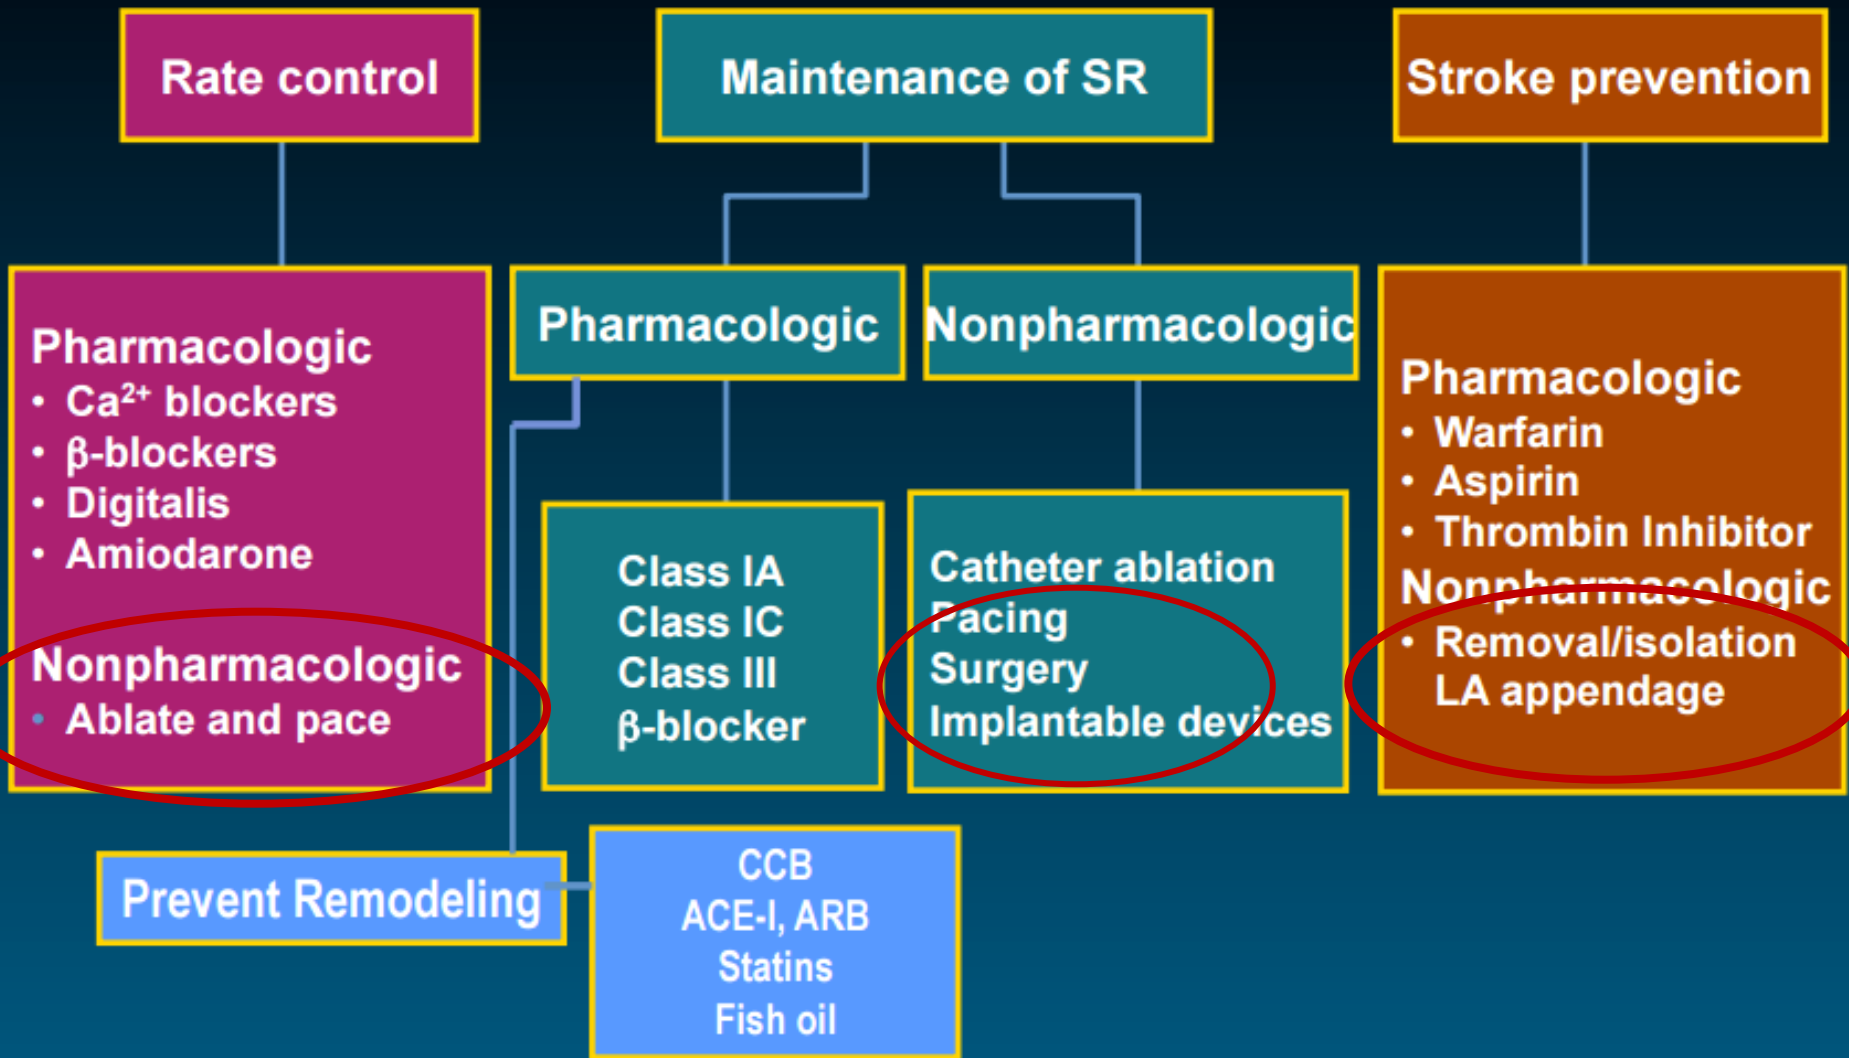 Rate control
Maintenance of SR
Stroke prevention
Pharmacologic
• Ca²⁺ blockers
• β-blockers
• Digitalis
• Amiodarone
Nonpharmacologic
• Ablate and pace
Pharmacologic
Nonpharmacologic
Class IA
Class IC
Class III
β-blocker
Catheter ablation
Pacing
Surgery
Implantable devices
Pharmacologic
• Warfarin
• Aspirin
• Thrombin Inhibitor
Nonpharmacologic
• Removal/isolation
LA appendage
Prevent Remodeling
CCB
ACE-I, ARB
Statins
Fish oil